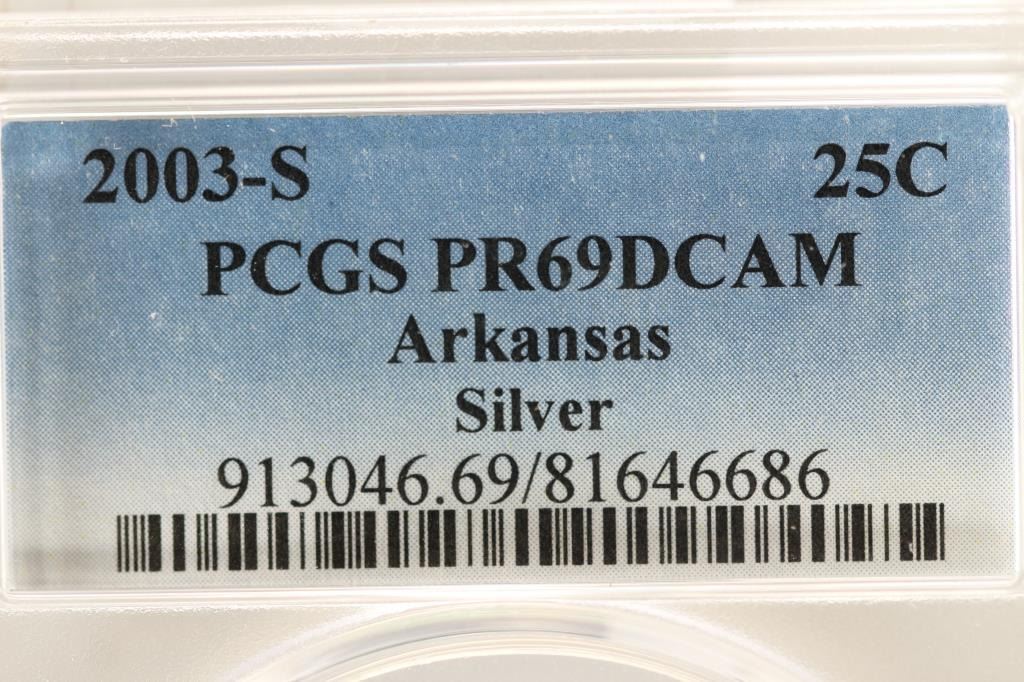 2003-S 25C
PCGS PR69DCAM
Arkansas
Silver
913046.69/81646686